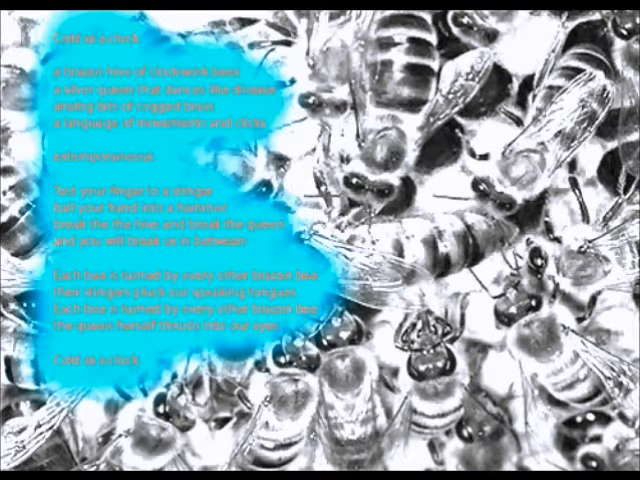 Cold as a clock
a brazen hive of clockwork bees
a silver queen that dances like disease
analog bits of cogged brass
a language of movements and clicks
Turn your finger to a stinger
ball your hand into a hammer
break the the hive and break the queen
and you will break us in between
Each bee is turned by every other brazen bee
their stingers pluck our speaking tongues
Each bee is turned by every other brazen bee
the queen herself thrusts into our eyes
Cold as a clock